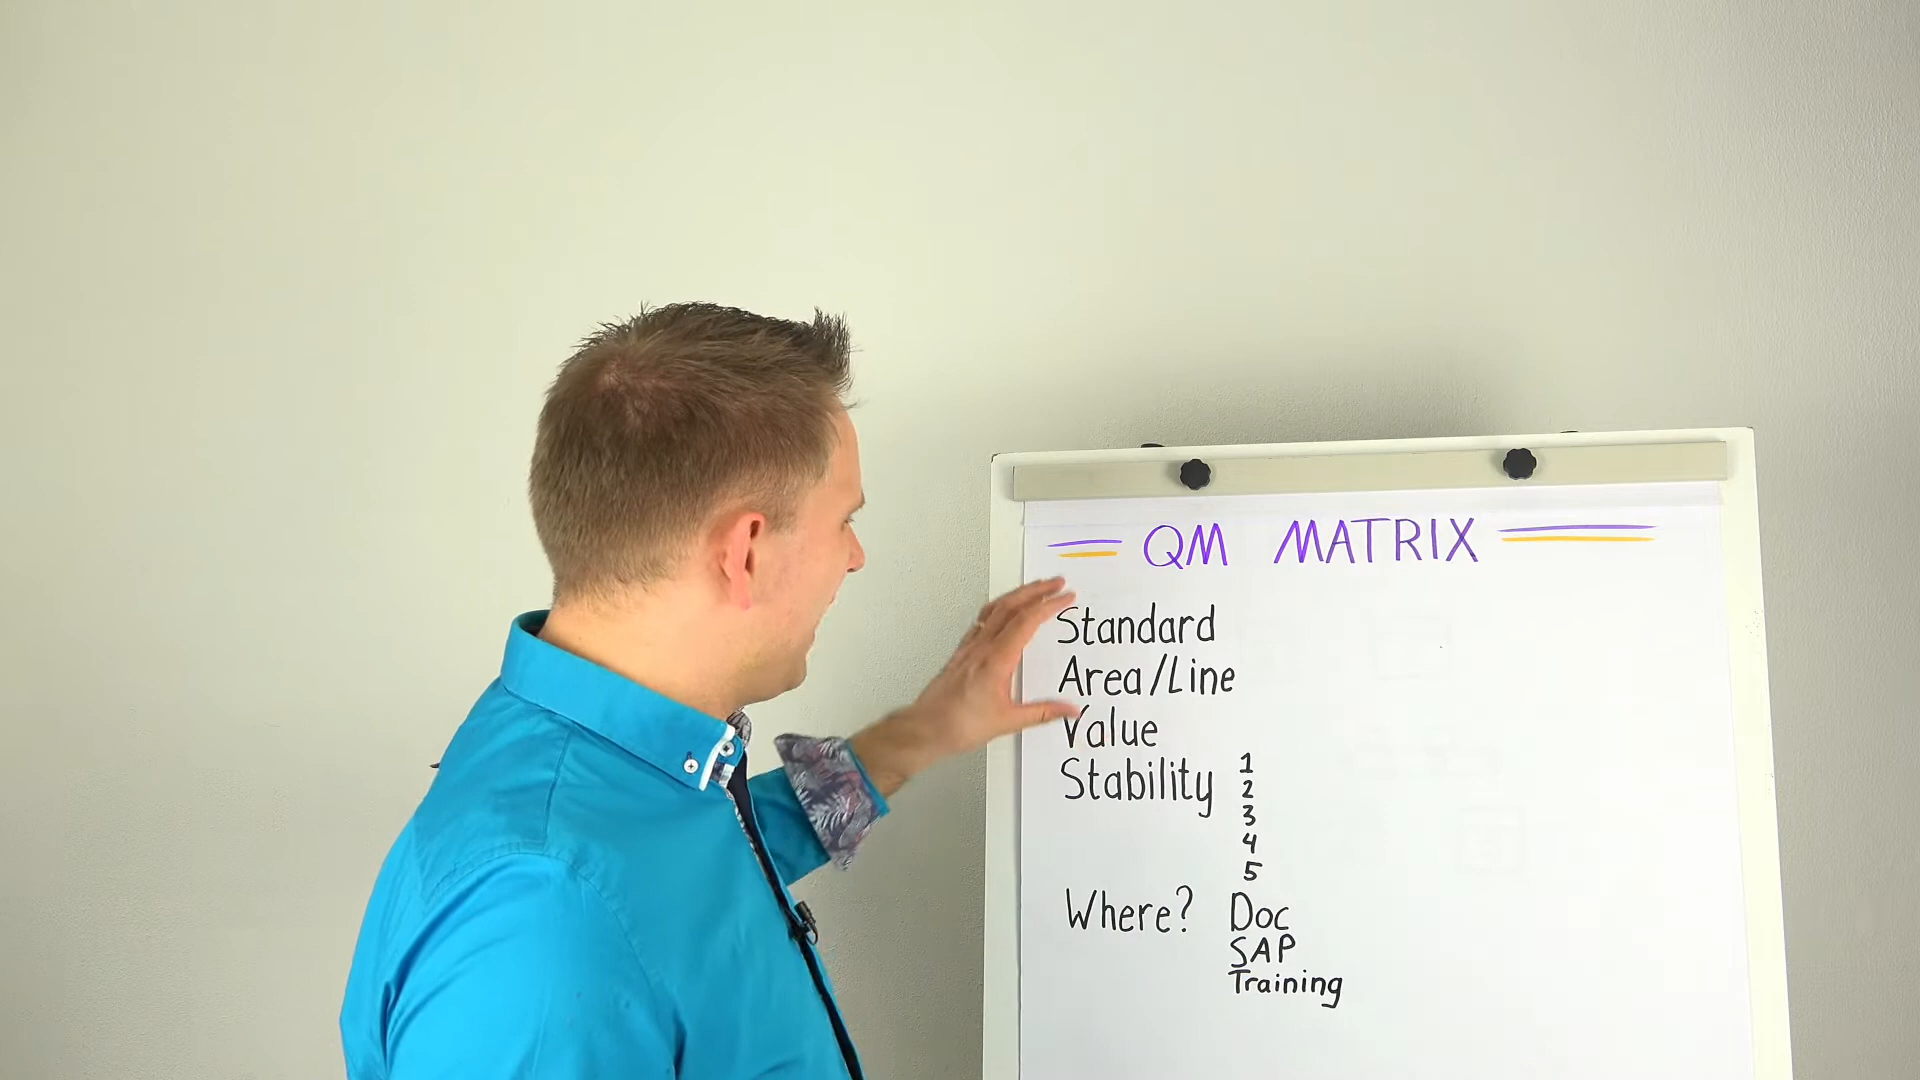 QM MATRIX
Standard
Area/Line
Value
Stability 1
2
3
4
5
Where? Doc
SAP
Training